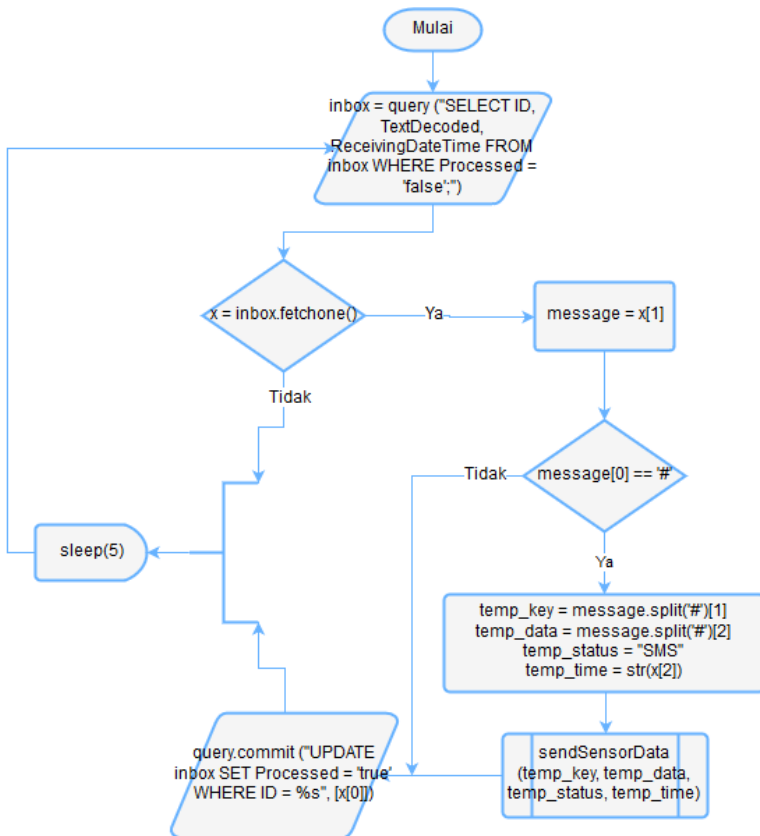 Mulai
inbox = query ("SELECT ID,
TextDecoded,
ReceivingDateTime FROM
inbox WHERE Processed =
'false';")
x = inbox.fetchone()
Ya
message = x[1]
Tidak
message[0] == '#'
Tidak
Ya
sleep(5)
temp_key = message.split('#')[1]
temp_data = message.split('#')[2]
temp_status = "SMS"
temp_time = str(x[2])
query.commit ("UPDATE
inbox SET Processed = 'true'
WHERE ID = %s", [x[0]])
sendSensorData
(temp_key, temp_data,
temp_status, temp_time)